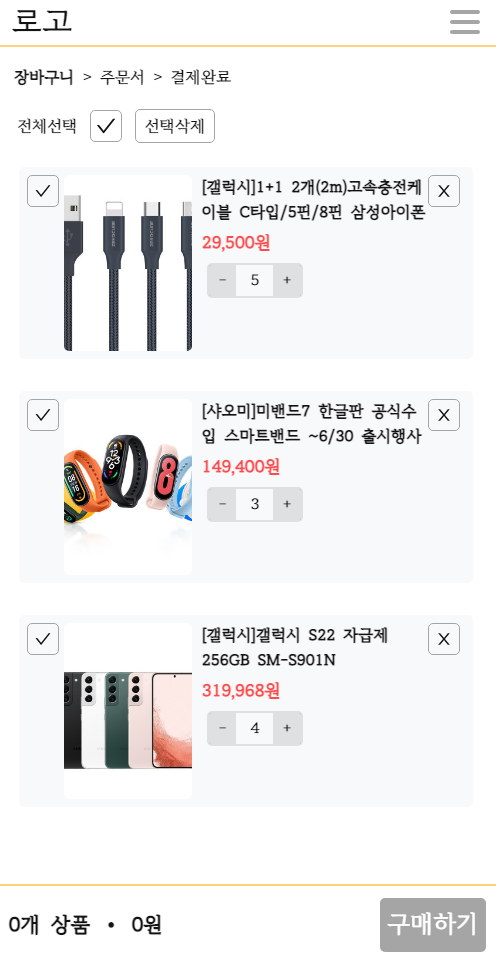 로고
장바구니 > 주문서 > 결제완료
전체선택 선택삭제
[갤럭시]1+1 2개(2m)고속충전케 X
이블 C타입/5핀/8핀 삼성아이폰
29,500원
- 5 +
[샤오미]미밴드7 한글판 공식수 X
입 스마트밴드 ~6/30 출시행사
149,400원
- 3 +
[갤럭시]갤럭시 S22 자급제 X
256GB SM-S901N
319,968원
- 4 +
0개 상품 • 0원 구매하기